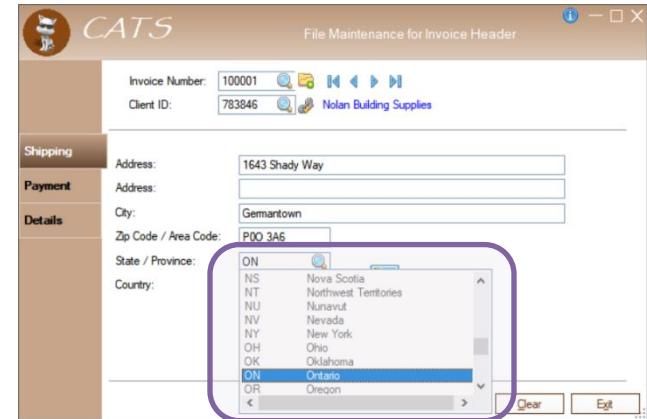 CATS
File Maintenance for Invoice Header
Invoice Number: 100001
Client ID: 783846 Nolan Building Supplies
Shipping
Payment
Details
Address: 1643 Shady Way
Address:
City: Germantown
Zip Code / Area Code: P0O 3A6
State / Province: ON
Country:
NS Nova Scotia
NT Northwest Territories
NU Nunavut
NV Nevada
NY New York
OH Ohio
OK Oklahoma
ON Ontario
OR Oregon
Clear Exit